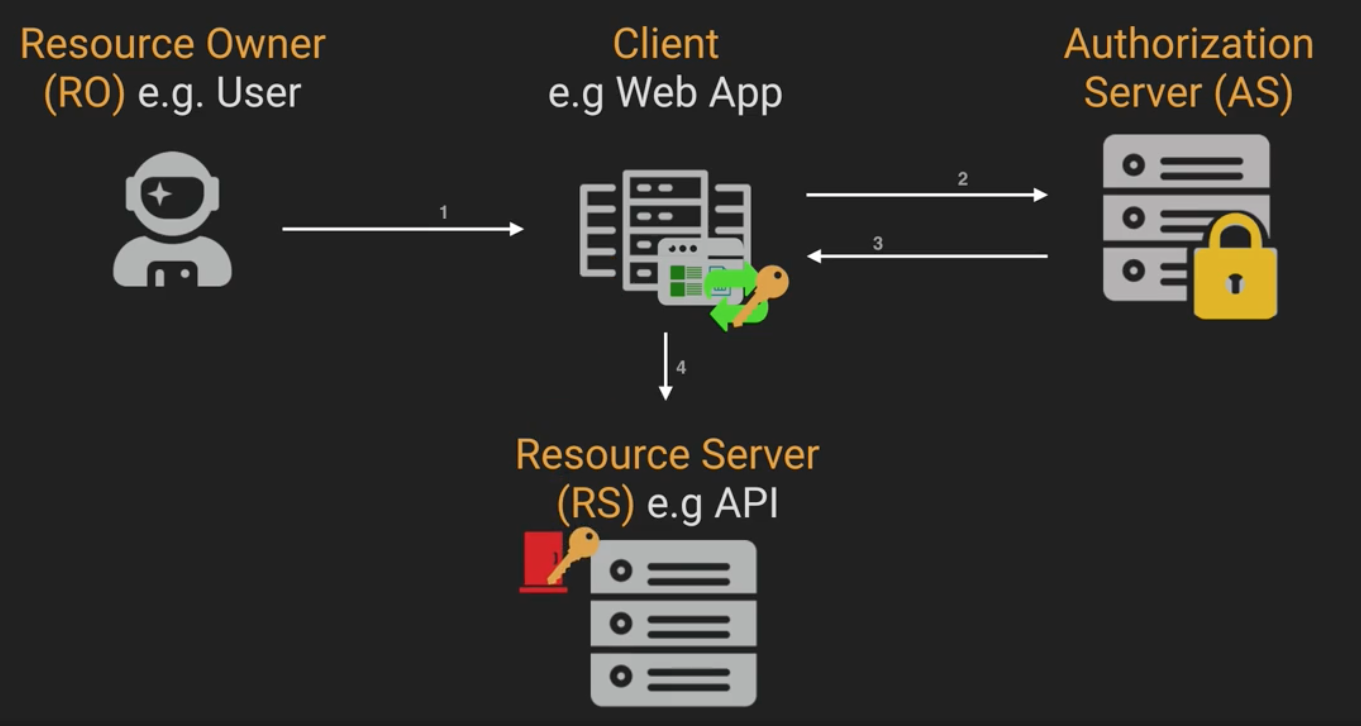 Resource Owner
(RO) e.g. User
Client
e.g Web App
Authorization
Server (AS)
1
2
3
4
Resource Server
(RS) e.g API